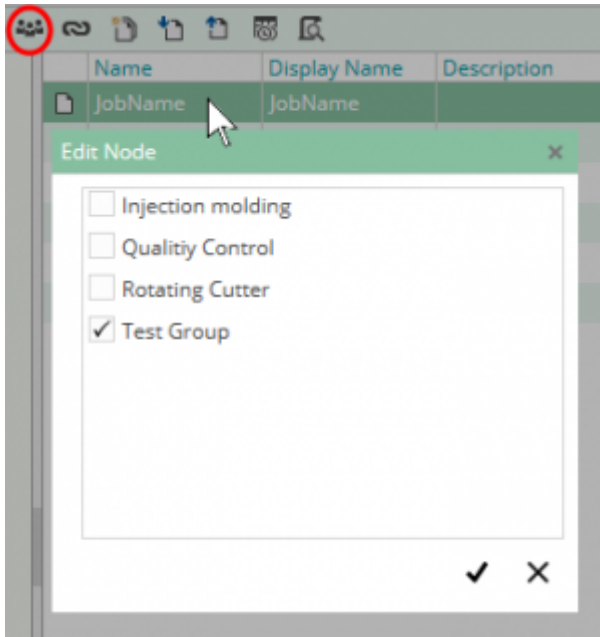 Name Display Name Description
JobName JobName
Edit Node
Injection molding
Qualitiy Control
Rotating Cutter
Test Group